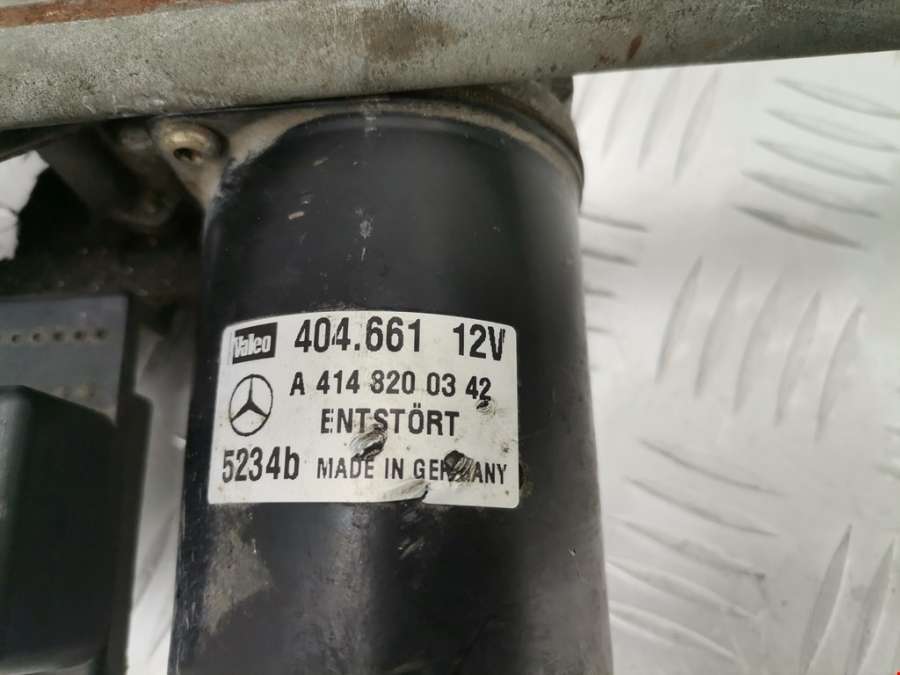 Valeo 404.661 12V
A 414 820 03 42
ENTSTÖRT
5234b MADE IN GERMANY